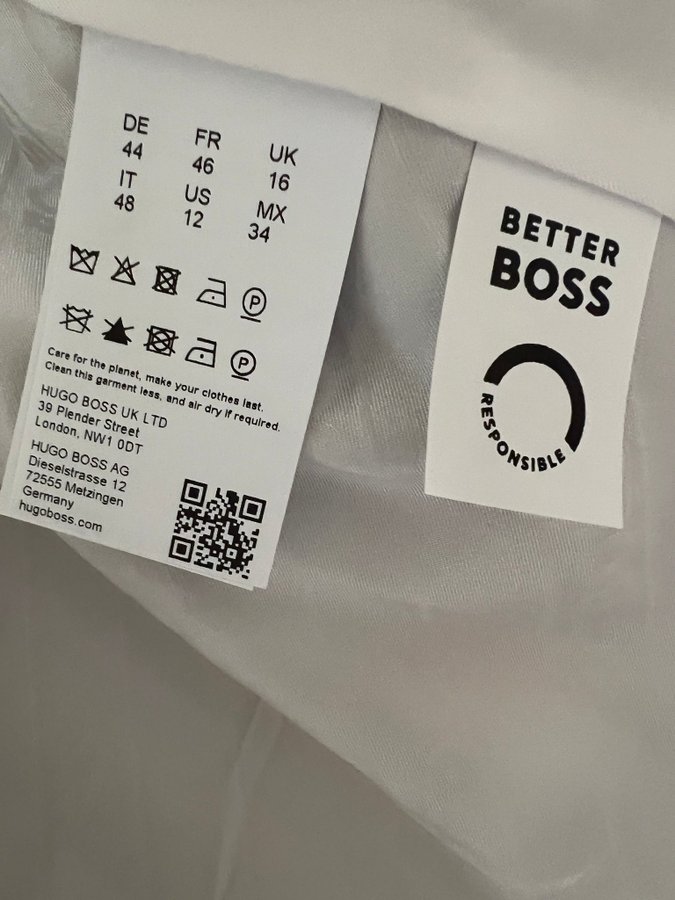 DE FR UK
44 46 16
IT US MX
48 12 34
P
P
Care for the planet, make your clothes last.
Clean this garment less, and air dry if required.
HUGO BOSS UK LTD
39 Plender Street
London, NW1 0DT
HUGO BOSS AG
Dieselstrasse 12
72555 Metzingen
Germany
hugoboss.com
BETTER
BOSS
RESPONSIBLE